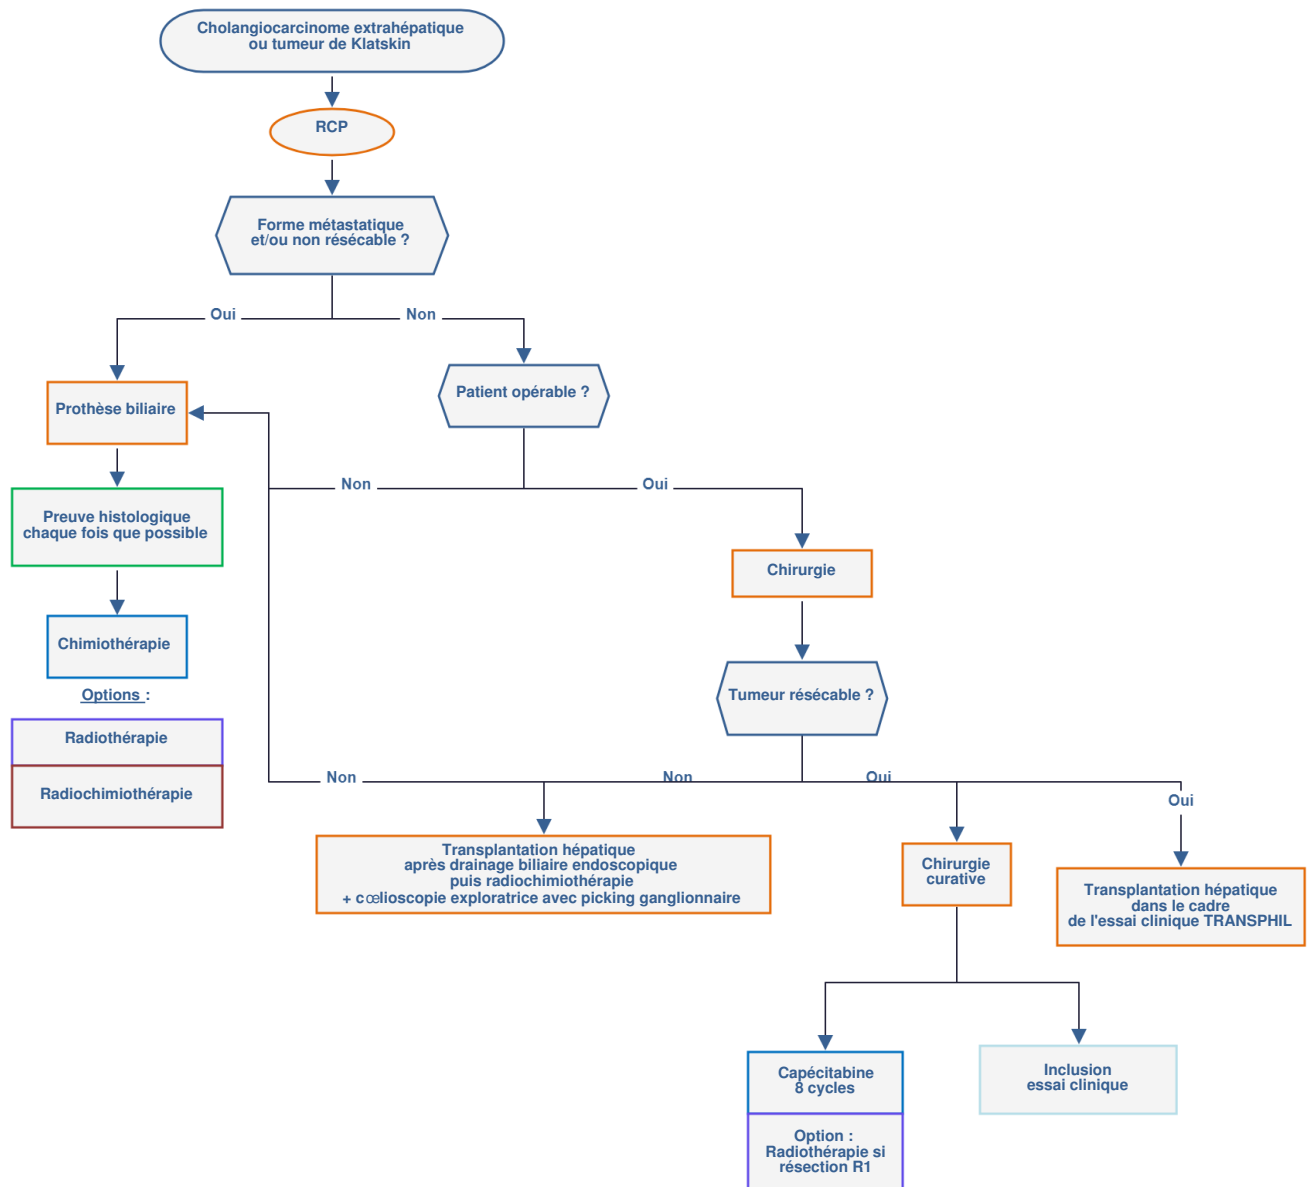 Cholangiocarcinome extrahépatique
ou tumeur de Klatskin
RCP
Forme métastatique
et/ou non résécable ?
Oui
Non
Prothèse biliaire
Patient opérable ?
Non
Oui
Preuve histologique
chaque fois que possible
Chirurgie
Chimiothérapie
Options :
Tumeur résécable ?
Radiothérapie
Radiochimiothérapie
Non
Non
Oui
Oui
Transplantation hépatique
après drainage biliaire endoscopique
puis radiochimiothérapie
+ cœlioscopie exploratrice avec picking ganglionnaire
Chirurgie
curative
Transplantation hépatique
dans le cadre
de l'essai clinique TRANSPHIL
Capécitabine
8 cycles
Inclusion
essai clinique
Option :
Radiothérapie si
résection R1